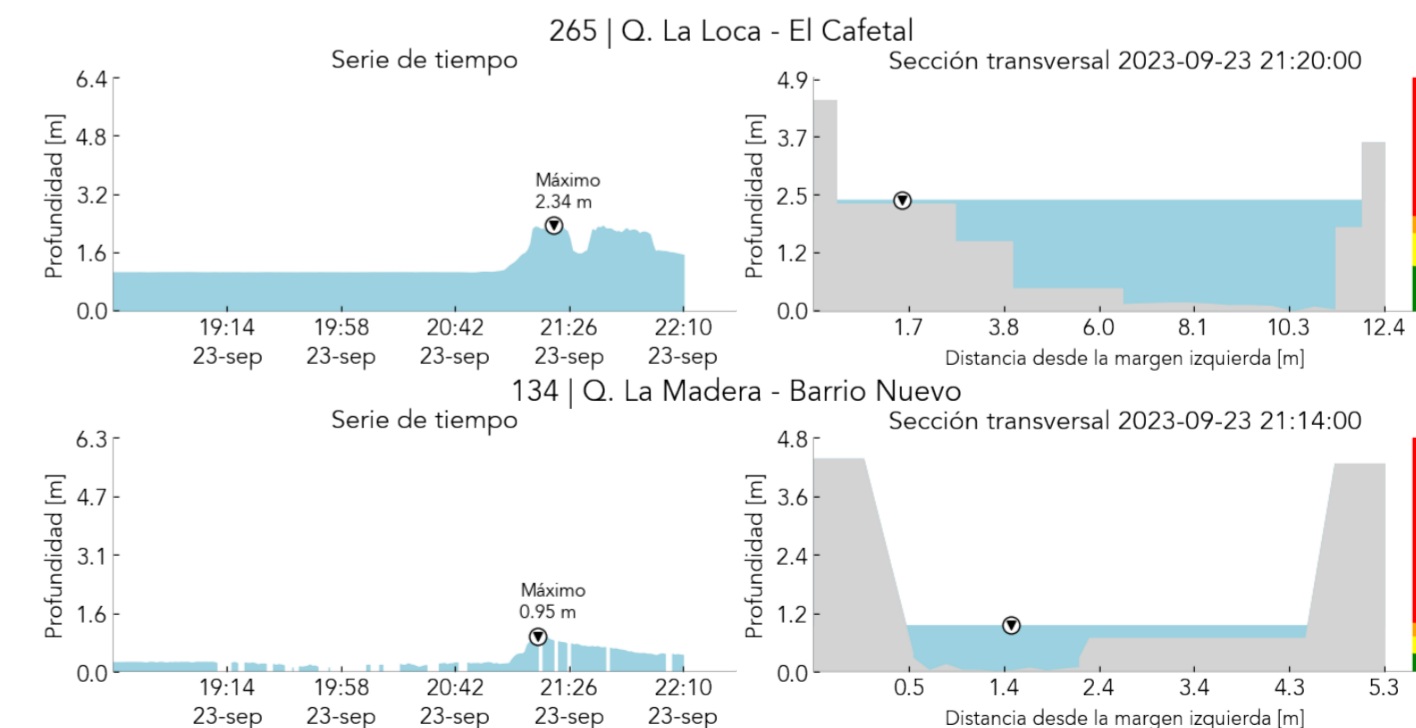 265 | Q. La Loca - El Cafetal
Serie de tiempo
Profundidad [m]
6.4
4.8
3.2
1.6
0.0
Máximo
2.34 m
19:14 19:58 20:42 21:26 22:10
23-sep 23-sep 23-sep 23-sep 23-sep
Sección transversal 2023-09-23 21:20:00
Profundidad [m]
4.9
3.7
2.5
1.2
0.0
1.7 3.8 6.0 8.1 10.3 12.4
Distancia desde la margen izquierda [m]
134 | Q. La Madera - Barrio Nuevo
Serie de tiempo
Profundidad [m]
6.3
4.7
3.1
1.6
0.0
Máximo
0.95 m
19:14 19:58 20:42 21:26 22:10
23-sep 23-sep 23-sep 23-sep 23-sep
Sección transversal 2023-09-23 21:14:00
Profundidad [m]
4.8
3.6
2.4
1.2
0.0
0.5 1.4 2.4 3.4 4.3 5.3
Distancia desde la margen izquierda [m]